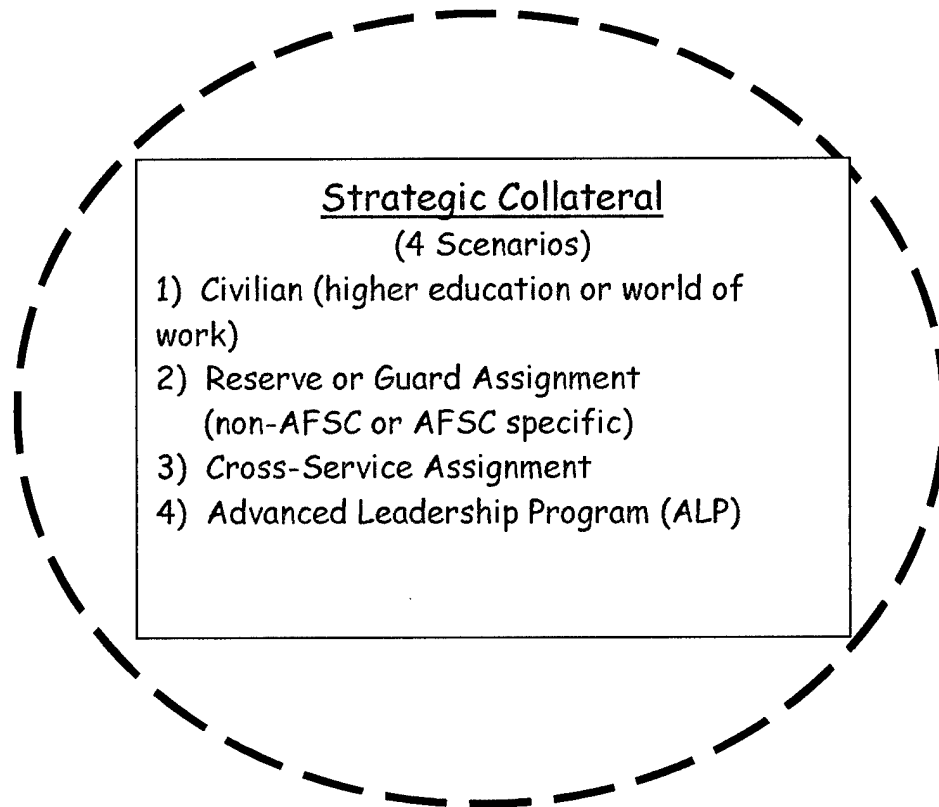 Strategic Collateral
(4 Scenarios)
1) Civilian (higher education or world of
work)
2) Reserve or Guard Assignment
(non-AFSC or AFSC specific)
3) Cross-Service Assignment
4) Advanced Leadership Program (ALP)